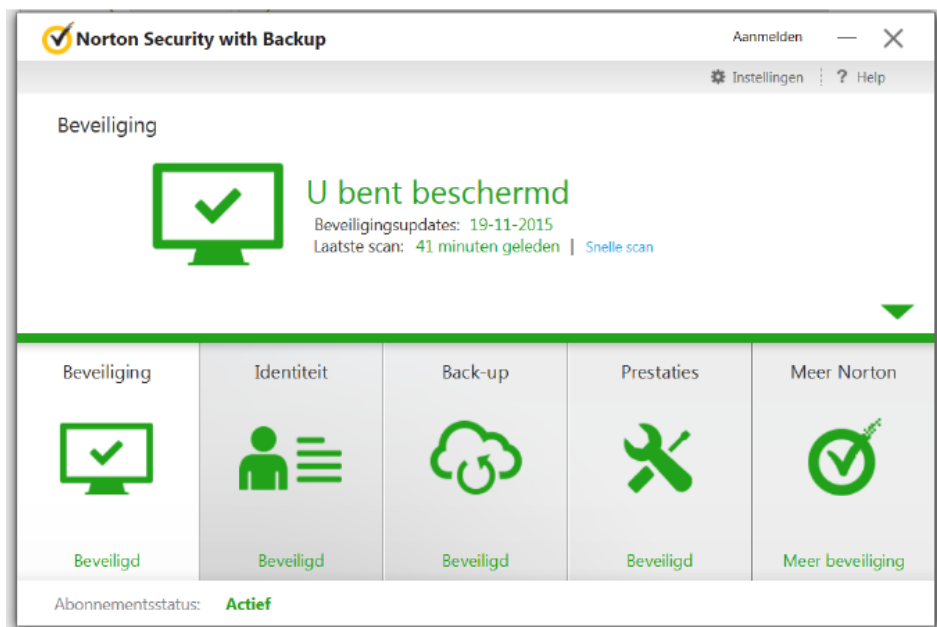 Norton Security with Backup
Aanmelden
Instellingen
? Help
Beveiliging
U bent beschermd
Beveiligingsupdates: 19-11-2015
Laatste scan: 41 minuten geleden | Snelle scan
Beveiliging Identiteit Back-up Prestaties Meer Norton
Beveiligd Beveiligd Beveiligd Beveiligd Meer beveiliging
Abonnementsstatus: Actief